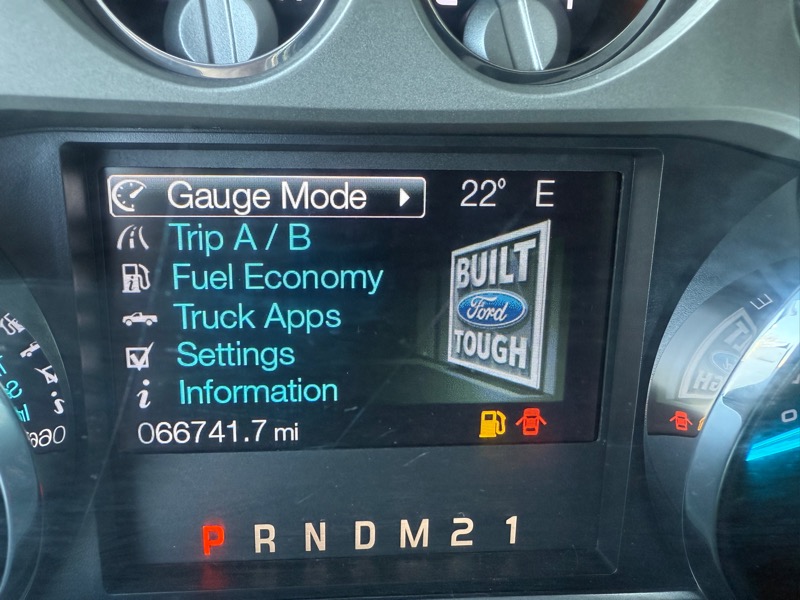 Gauge Mode
22° E
Trip A / B
Fuel Economy
Truck Apps
Settings
Information
BUILT
Ford
TOUGH
066741.7 mi
P R N D M 2 1